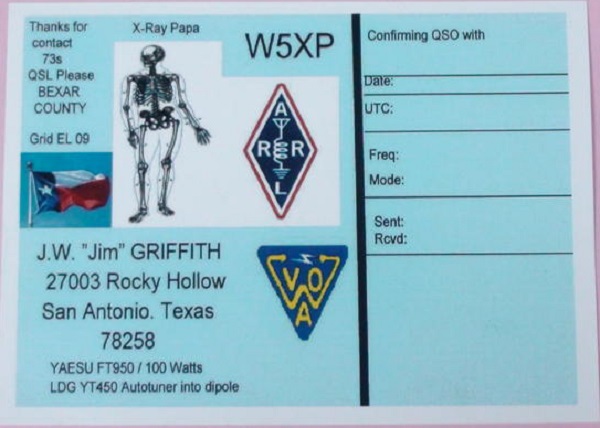 Thanks for
contact
73s
QSL Please
BEXAR
COUNTY
Grid EL 09
X-Ray Papa
W5XP
A
R R
L
J.W. "Jim" GRIFFITH
27003 Rocky Hollow
San Antonio. Texas
78258
VO
A
YAESU FT950 / 100 Watts
LDG YT450 Autotuner into dipole
Confirming QSO with
Date:
UTC:
Freq:
Mode:
Sent:
Rcvd: